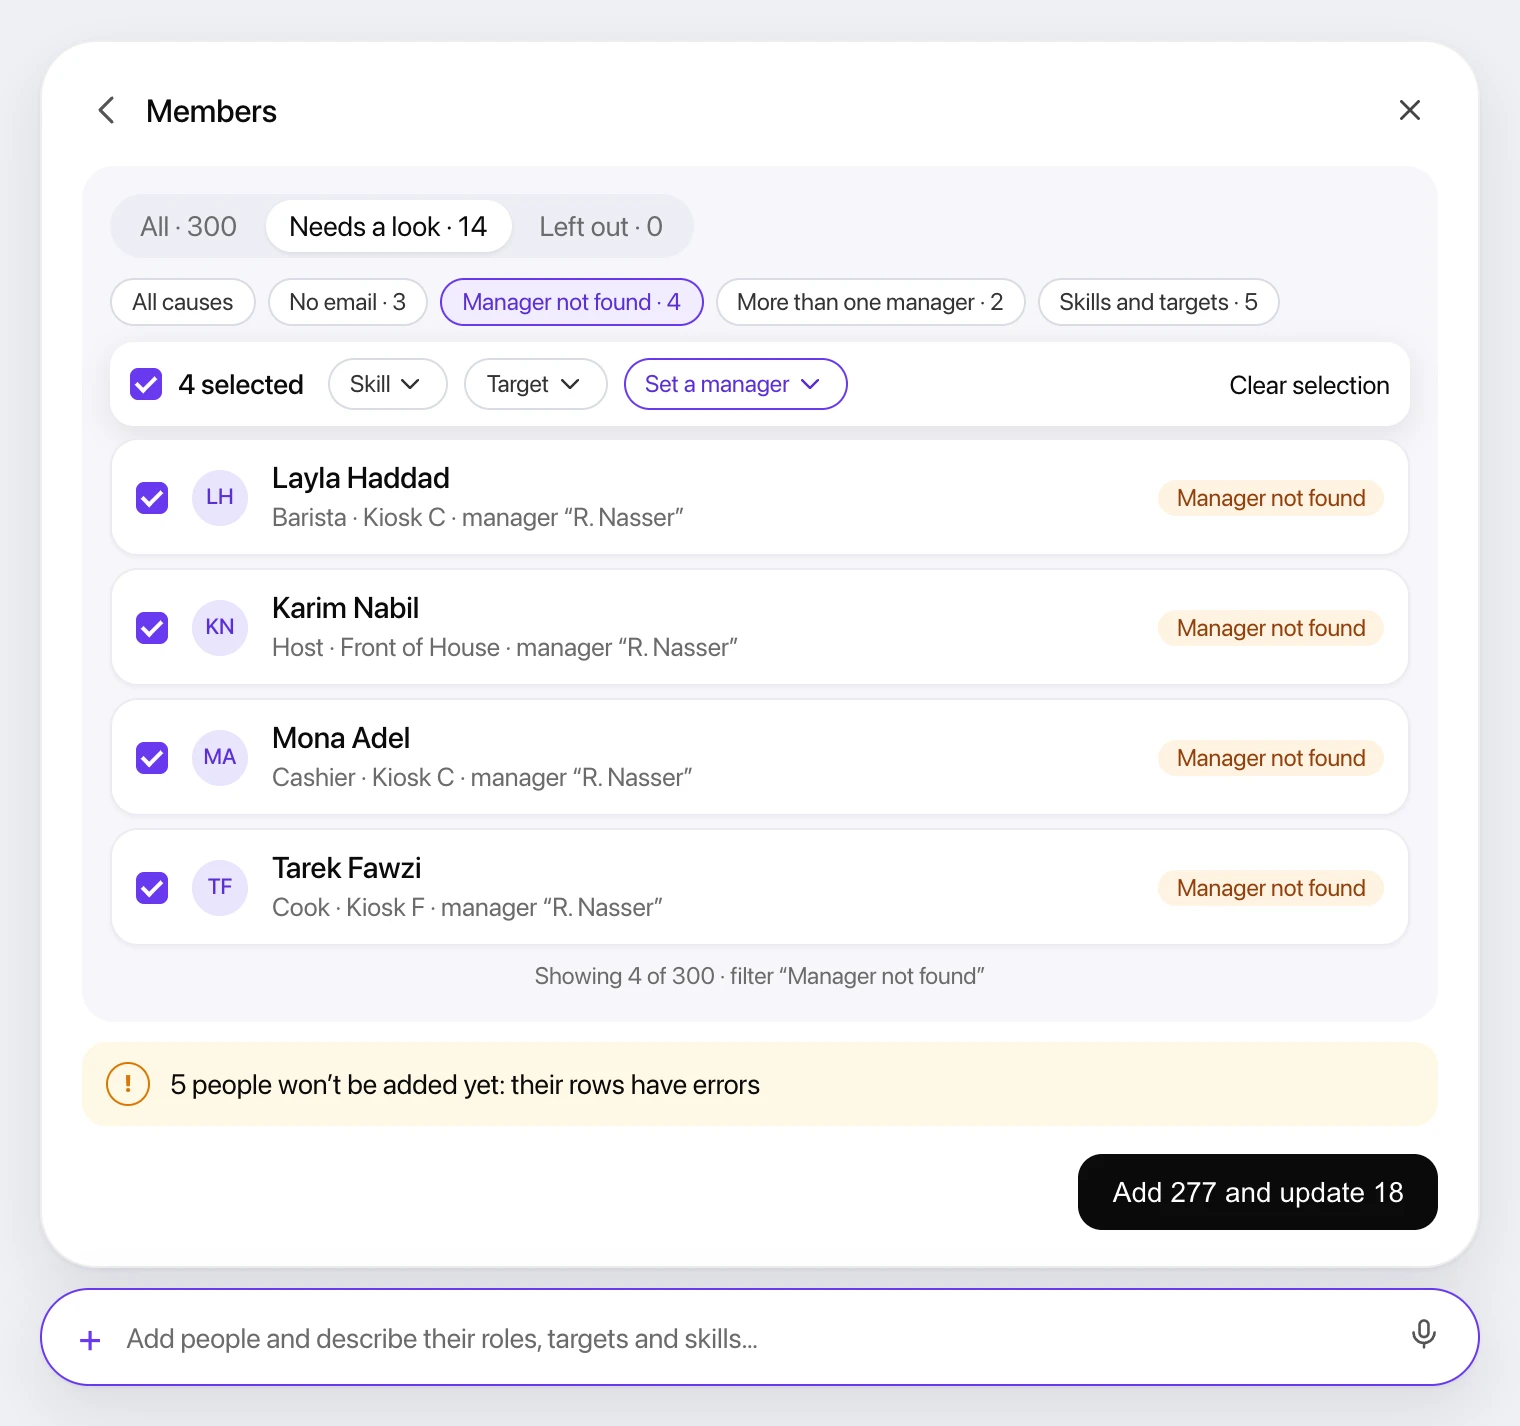 Members
All · 300 Needs a look · 14 Left out · 0
All causes No email · 3 Manager not found · 4 More than one manager · 2 Skills and targets · 5
4 selected Skill Target Set a manager Clear selection
LH Layla Haddad
Barista · Kiosk C · manager “R. Nasser”
Manager not found
KN Karim Nabil
Host · Front of House · manager “R. Nasser”
Manager not found
MA Mona Adel
Cashier · Kiosk C · manager “R. Nasser”
Manager not found
TF Tarek Fawzi
Cook · Kiosk F · manager “R. Nasser”
Manager not found
Showing 4 of 300 · filter “Manager not found”
! 5 people won’t be added yet: their rows have errors
Add 277 and update 18
+ Add people and describe their roles, targets and skills...